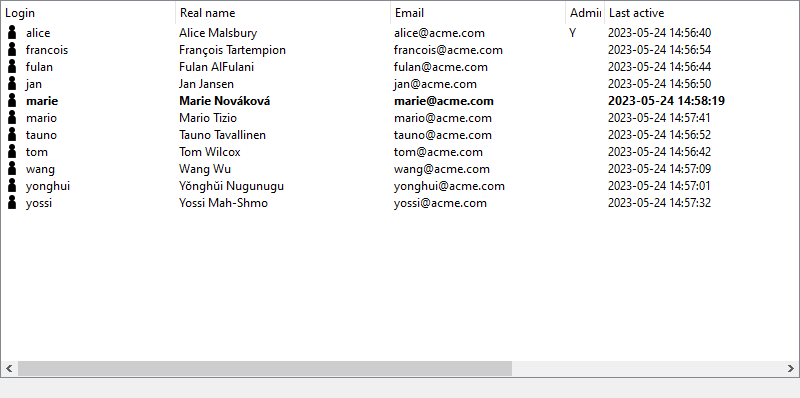 Login Real name Email Admin Last active
alice Alice Malsbury alice@acme.com Y 2023-05-24 14:56:40
francois François Tartempion francois@acme.com 2023-05-24 14:56:54
fulan Fulan AlFulani fulan@acme.com 2023-05-24 14:56:44
jan Jan Jansen jan@acme.com 2023-05-24 14:56:50
marie Marie Nováková marie@acme.com 2023-05-24 14:58:19
mario Mario Tizio mario@acme.com 2023-05-24 14:57:41
tauno Tauno Tavallinen tauno@acme.com 2023-05-24 14:56:52
tom Tom Wilcox tom@acme.com 2023-05-24 14:56:42
wang Wang Wu wang@acme.com 2023-05-24 14:57:09
yonghui Yǒnghǔi Nugunugu yonghui@acme.com 2023-05-24 14:57:01
yossi Yossi Mah-Shmo yossi@acme.com 2023-05-24 14:57:32